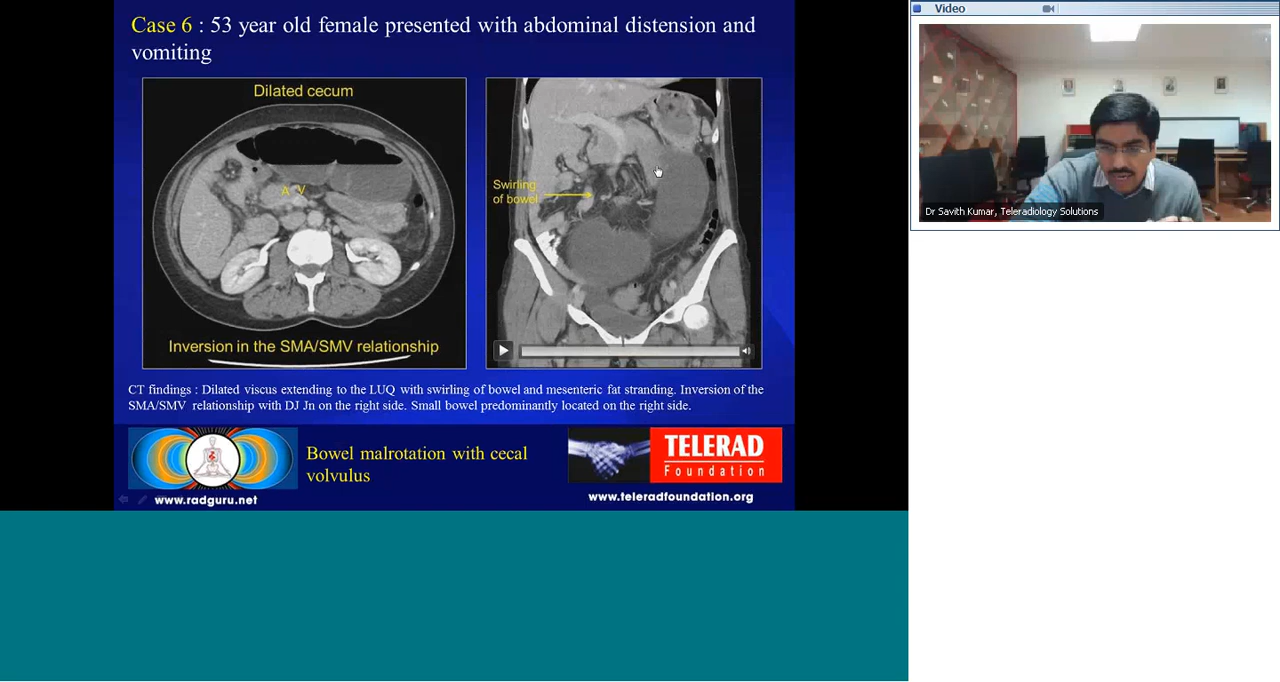 Case 6 : 53 year old female presented with abdominal distension and
vomiting
Dilated cecum
A V
Inversion in the SMA/SMV relationship
Swirling
of bowel
CT findings : Dilated viscus extending to the LUQ with swirling of bowel and mesenteric fat stranding. Inversion of the
SMA/SMV relationship with DJ Jn on the right side. Small bowel predominantly located on the right side.
www.radguru.net
Bowel malrotation with cecal
volvulus
TELERAD
Foundation
www.teleradfoundation.org
Video
Dr Savith Kumar, Teleradiology Solutions